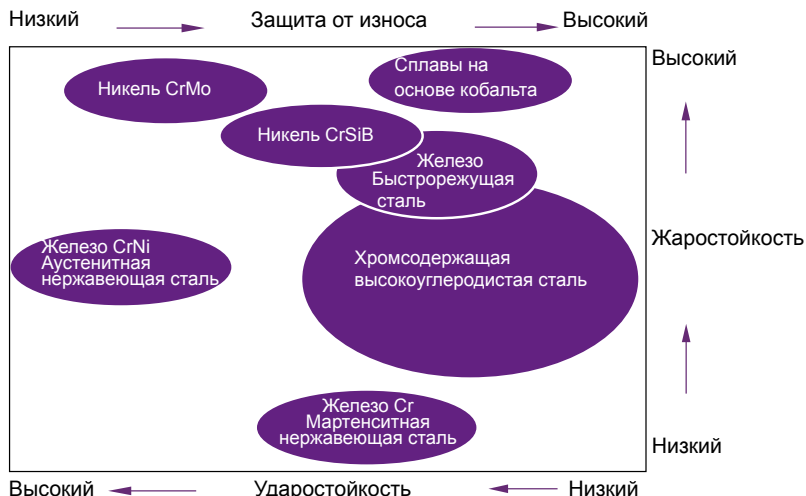 Низкий Защита от износа Высокий
Высокий
Сплавы на
основе кобальта
Никель CrMo
Никель CrSiB
Железо
Быстрорежущая
сталь
Жаростойкость
Железо CrNi
Аустенитная
нержавеющая сталь
Хромсодержащая
высокоуглеродистая сталь
Железо Cr
Мартенситная
нержавеющая сталь
Низкий
Высокий Ударостойкость Низкий